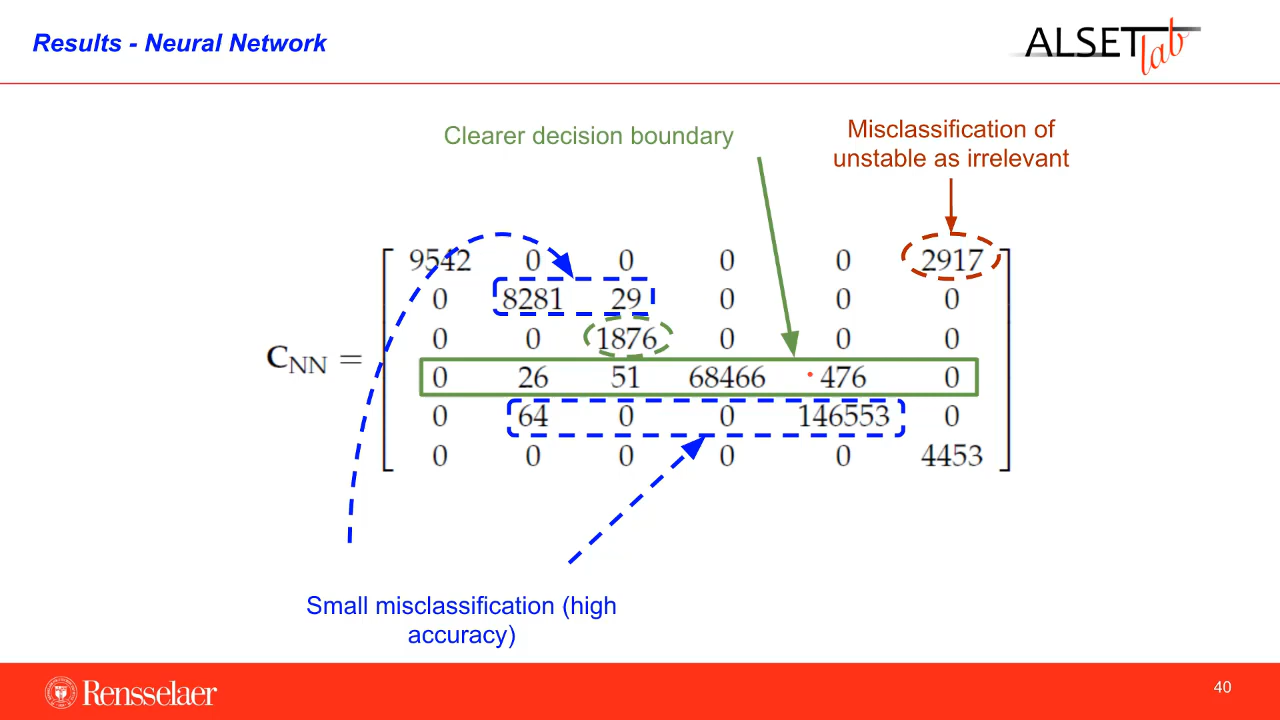 Results - Neural Network
ALSET lab
Clearer decision boundary
Misclassification of
unstable as irrelevant
9542 0 0 0 0 2917
0 8281 29 0 0 0
0 0 1876 0 0 0
C_NN =
0 26 51 68466 476 0
0 64 0 0 146553 0
0 0 0 0 0 4453
Small misclassification (high
accuracy)
Rensselaer
40